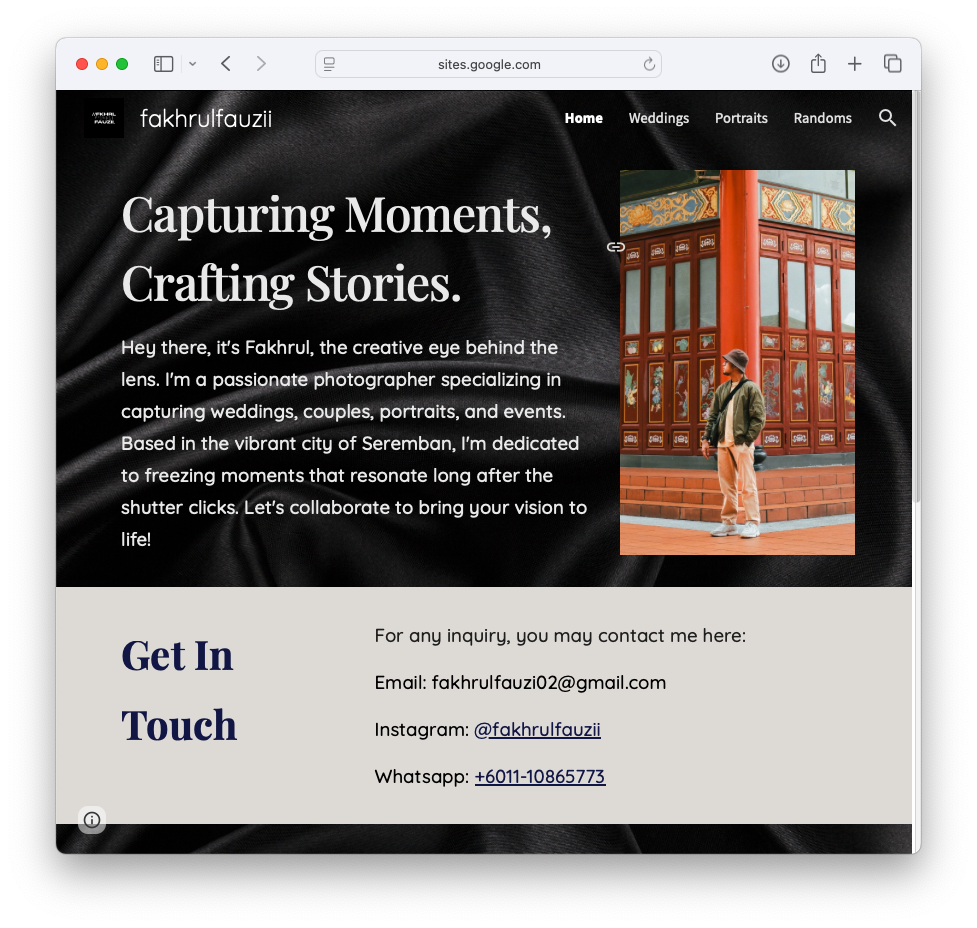 sites.google.com
//FKHRL
FAUZII.
fakhrulfauzii
Home
Weddings
Portraits
Randoms
Capturing Moments,
Crafting Stories.
Hey there, it's Fakhrul, the creative eye behind the
lens. I'm a passionate photographer specializing in
capturing weddings, couples, portraits, and events.
Based in the vibrant city of Seremban, I'm dedicated
to freezing moments that resonate long after the
shutter clicks. Let's collaborate to bring your vision to
life!
Get In
Touch
For any inquiry, you may contact me here:
Email: fakhrulfauzi02@gmail.com
Instagram: @fakhrulfauzii
Whatsapp: +6011-10865773